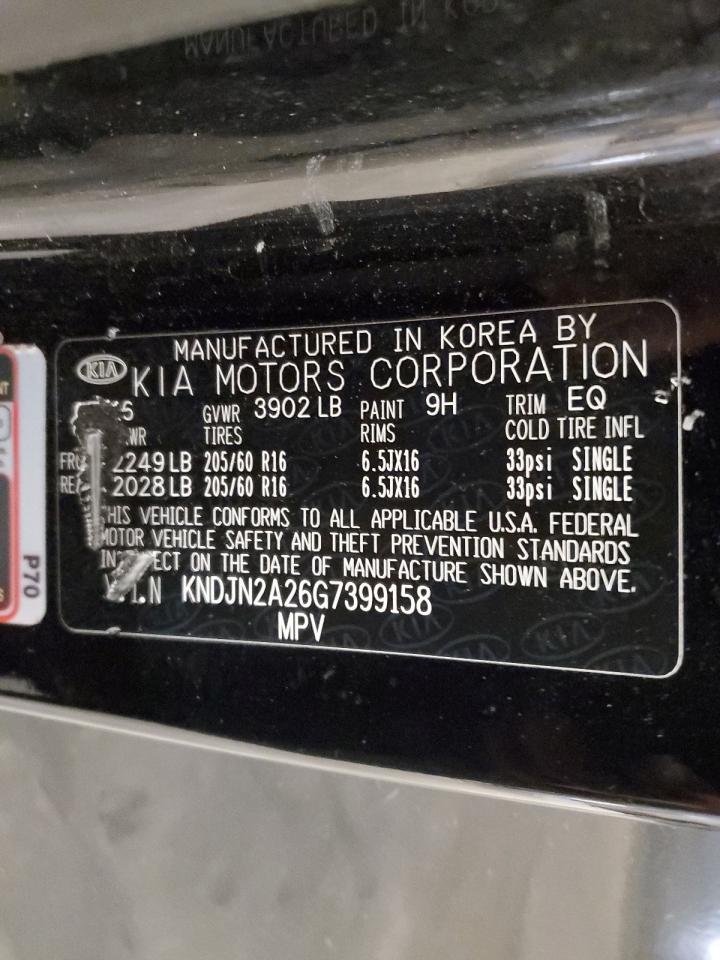 MANUFACTURED IN KOREA BY
KIA KIA MOTORS CORPORATION
GVWR 3902 LB PAINT 9H TRIM EQ
TIRES RIMS COLD TIRE INFL
2249 LB 205/60 R16 6.5JX16 33psi SINGLE
2028 LB 205/60 R16 6.5JX16 33psi SINGLE
THIS VEHICLE CONFORMS TO ALL APPLICABLE U.S.A. FEDERAL
MOTOR VEHICLE SAFETY AND THEFT PREVENTION STANDARDS
ON THE DATE OF MANUFACTURE SHOWN ABOVE.
KNDJN2A26G7399158
MPV
P70